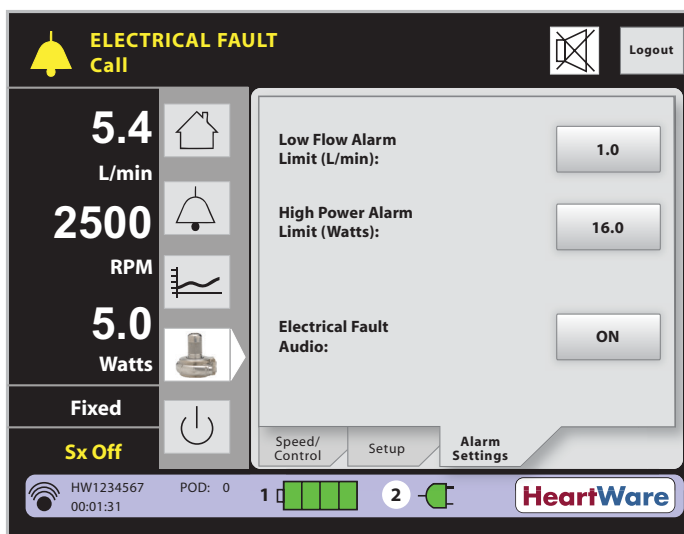 ELECTRICAL FAULT
Call
Logout
5.4
L/min
2500
RPM
5.0
Watts
Fixed
Sx Off
Low Flow Alarm
Limit (L/min):
1.0
High Power Alarm
Limit (Watts):
16.0
Electrical Fault
Audio:
ON
Speed/
Control
Setup
Alarm
Settings
HW1234567
00:01:31
POD: 0
1
2
HeartWare